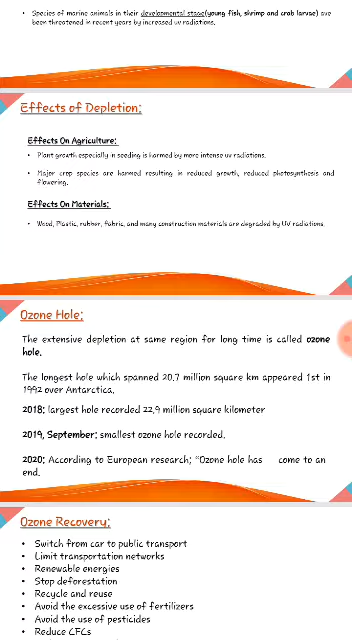 • Species of marine animals in their developmental stage(young fish, shrimp and crab larvae) are
been threatened in recent years by increased uv radiations.
Effects of Depletion:
Effects On Agriculture:
• Plant growth especially in seeding is harmed by more intense uv radiations.
• Major crop species are harmed resulting in reduced growth, reduced photosynthesis and
flowering.
Effects On Materials:
• Wood, Plastic, rubber, fabric, and many construction materials are degraded by UV radiations.
Ozone Hole:
The extensive depletion at same region for long time is called ozone
hole.
The longest hole which spanned 20.7 million square km appeared 1st in
1992 over Antarctica.
2018: largest hole recorded 22.9 million square kilometer
2019, September: smallest ozone hole recorded.
2020: According to European research; "Ozone hole has come to an
end.
Ozone Recovery:
• Switch from car to public transport
• Limit transportation networks
• Renewable energies
• Stop deforestation
• Recycle and reuse
• Avoid the excessive use of fertilizers
• Avoid the use of pesticides
• Reduce CFCs